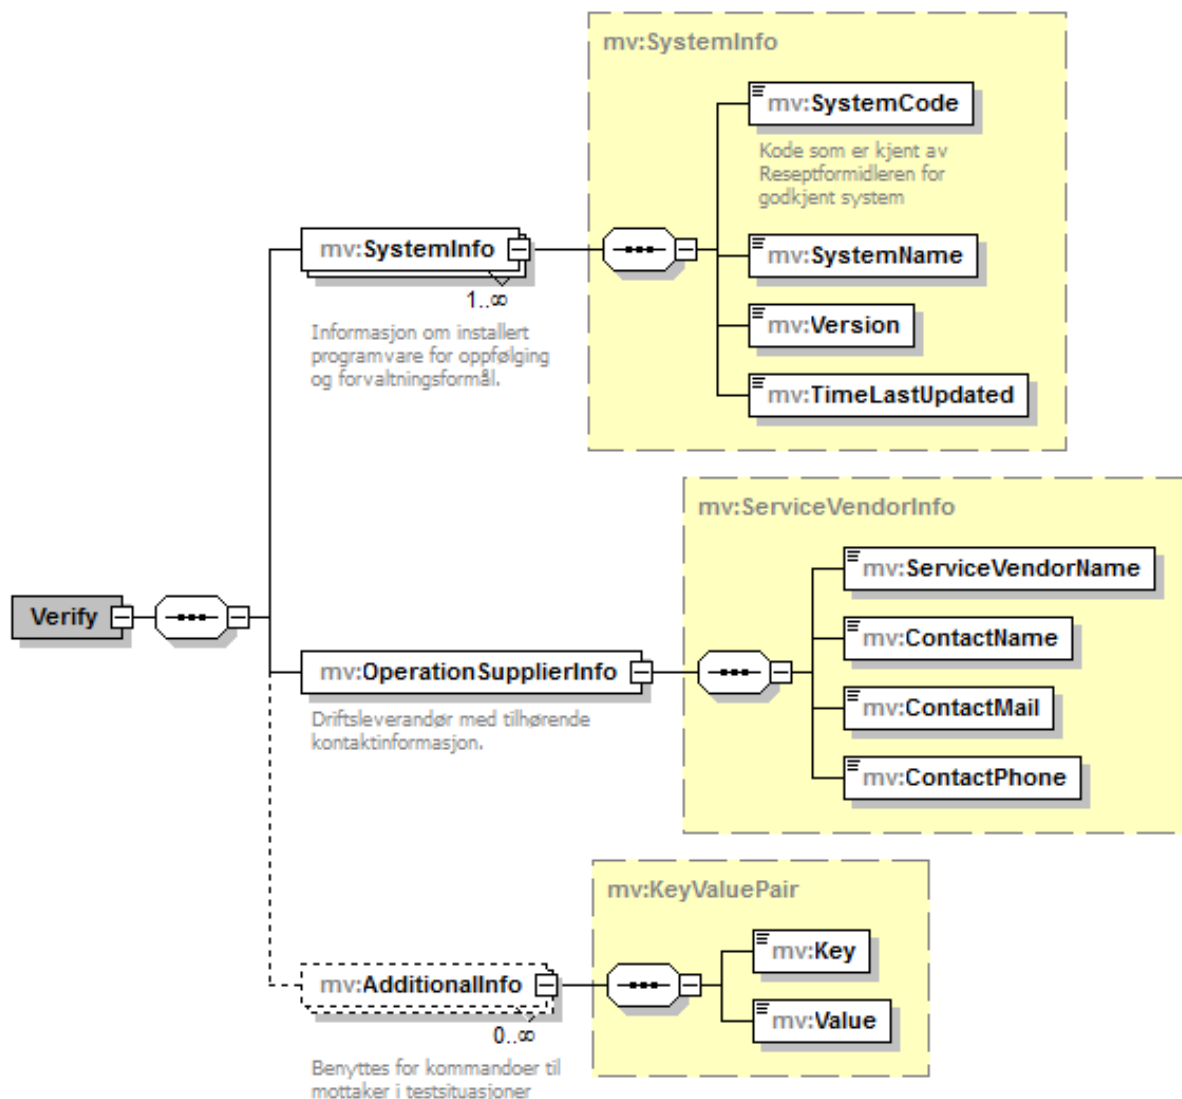 mv:SystemInfo
mv:SystemCode
Kode som er kjent av
Reseptformidleren for
godkjent system
mv:SystemInfo
mv:SystemName
1..∞
mv:Version
Informasjon om installert
programvare for oppfølging
og forvaltningsformål.
mv:TimeLastUpdated
mv:ServiceVendorInfo
mv:ServiceVendorName
Verify
mv:ContactName
mv:OperationSupplierInfo
Driftsleverandør med tilhørende
kontaktinformasjon.
mv:ContactMail
mv:ContactPhone
mv:KeyValuePair
mv:Key
mv:AdditionalInfo
mv:Value
0..∞
Benyttes for kommandoer til
mottaker i testsituasjoner